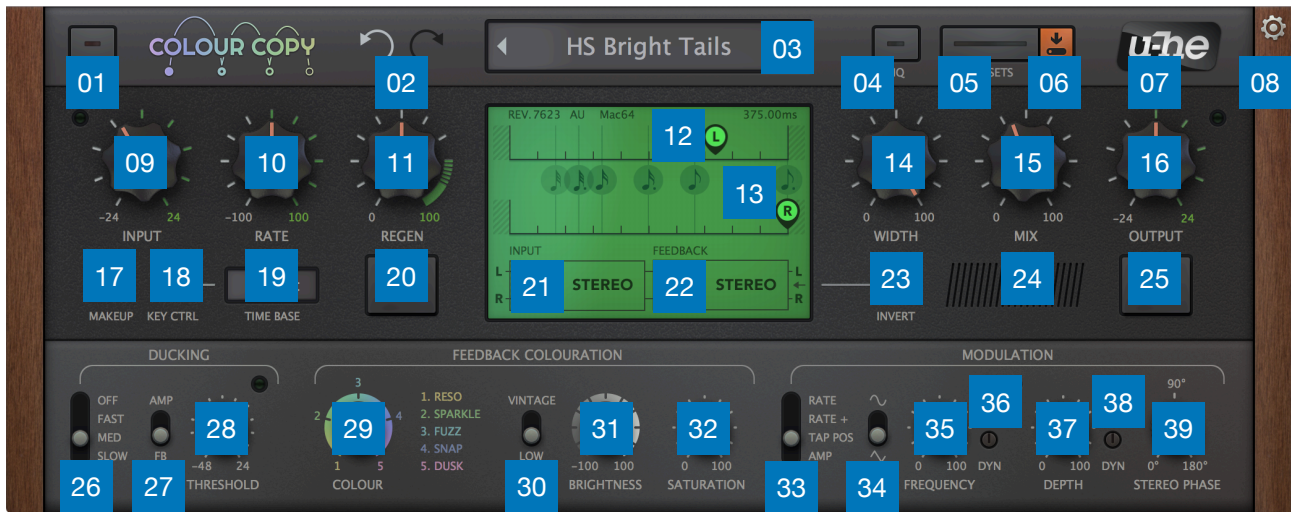 COLOUR COPY
HS Bright Tails
u-he
01
02
03
04
05
SETS
06
07
08
REV.7623 AU Mac64 375.00ms
09
10
11
12
L
13
R
14
15
16
-24 24
INPUT
-100 100
RATE
0 100
REGEN
0 100
WIDTH
0 100
MIX
-24 24
OUTPUT
INPUT
FEEDBACK
L
R
STEREO
STEREO
L
R
17
18
19
20
21
22
23
24
25
MAKEUP
KEY CTRL
TIME BASE
INVERT
DUCKING
FEEDBACK COLOURATION
MODULATION
OFF
FAST
MED
SLOW
AMP
FB
26
27
28
-48 24
THRESHOLD
1 2 3 4 5
29
COLOUR
1. RESO
2. SPARKLE
3. FUZZ
4. SNAP
5. DUSK
VINTAGE
LOW
30
31
-100 100
BRIGHTNESS
32
0 100
SATURATION
RATE
RATE +
TAP POS
AMP
33
34
35
0 100
FREQUENCY
36
DYN
37
0 100
DEPTH
38
DYN
90°
39
0° 180°
STEREO PHASE